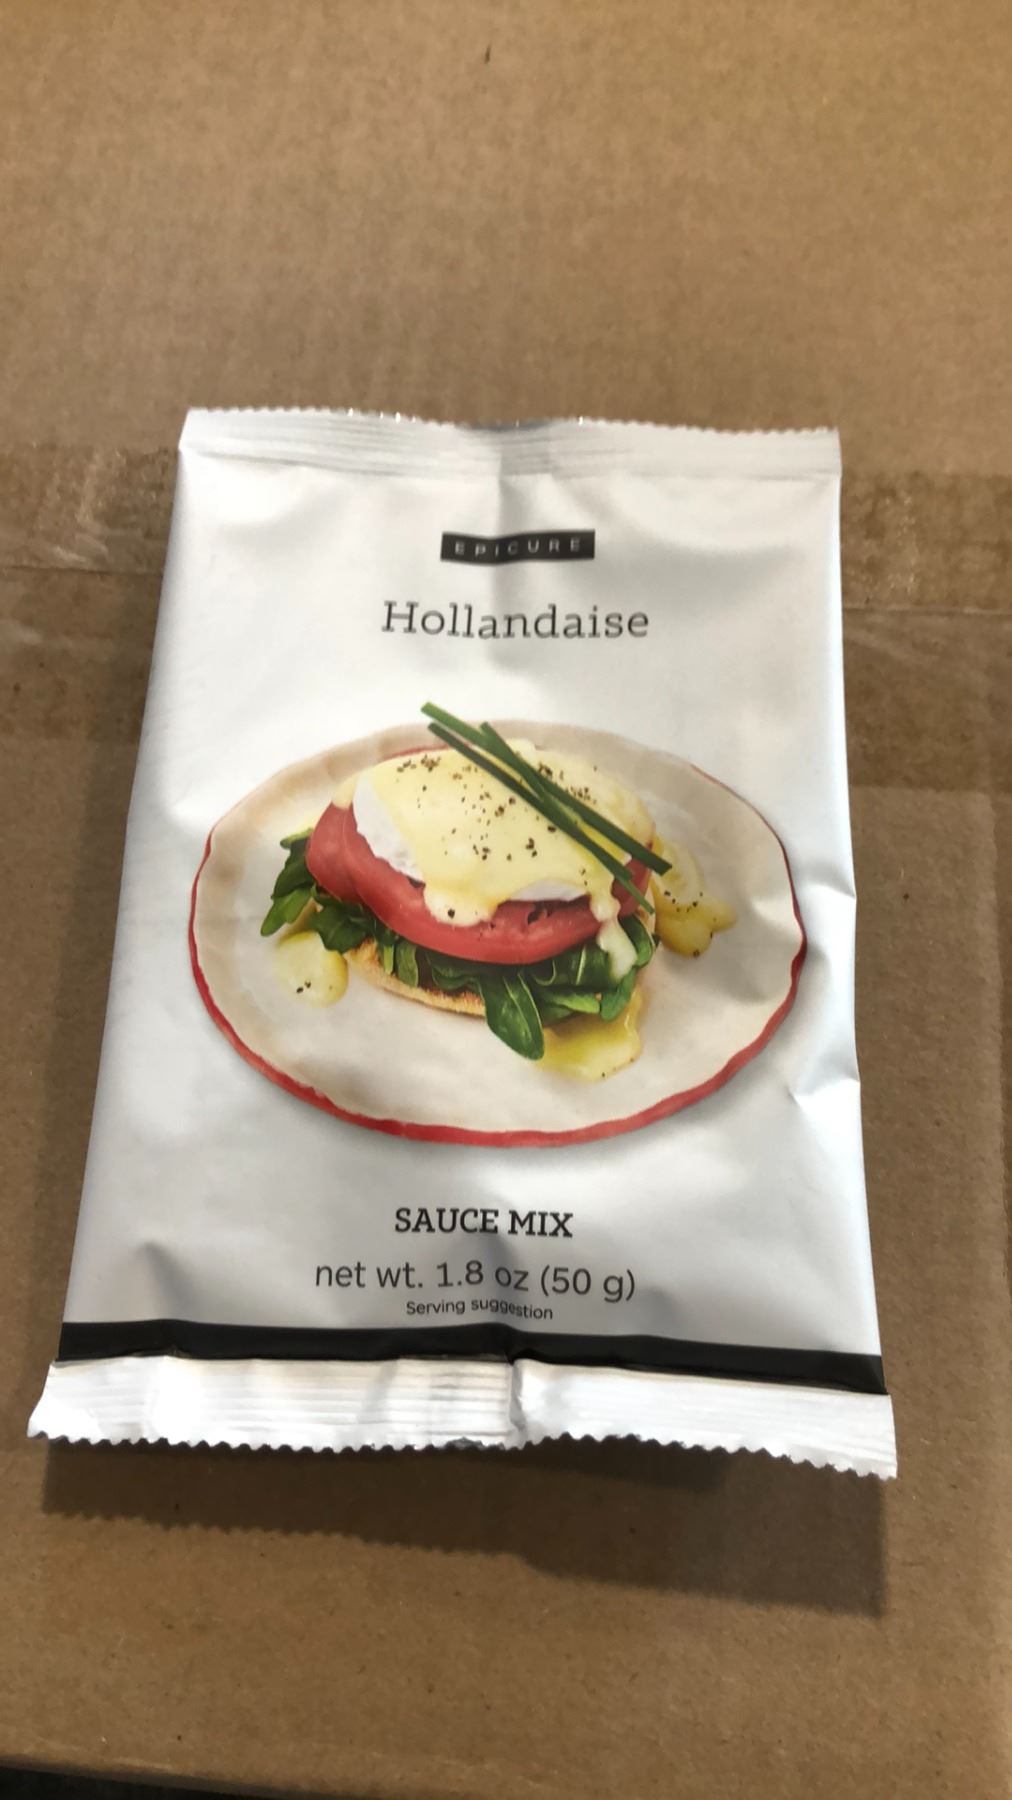 EPICURE
Hollandaise
SAUCE MIX
net wt. 1.8 oz (50 g)
Serving suggestion